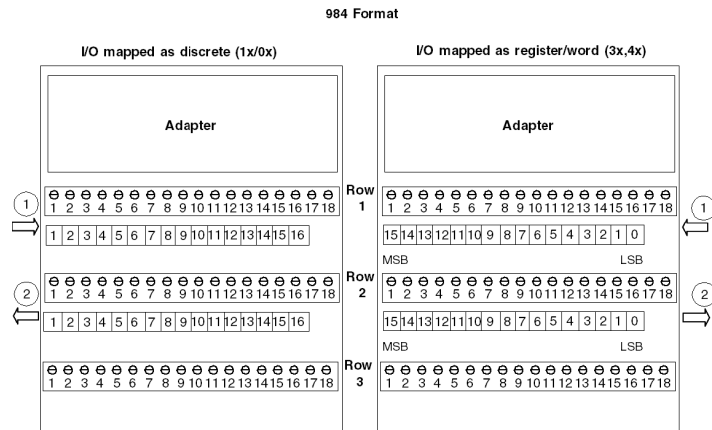 984 Format
I/O mapped as discrete (1x/0x)
I/O mapped as register/word (3x,4x)
Adapter
Adapter
1
Row 1
1 2 3 4 5 6 7 8 9 10 11 12 13 14 15 16 17 18
1 2 3 4 5 6 7 8 9 10 11 12 13 14 15 16
1 2 3 4 5 6 7 8 9 10 11 12 13 14 15 16 17 18
15 14 13 12 11 10 9 8 7 6 5 4 3 2 1 0
MSB LSB
1
2
Row 2
1 2 3 4 5 6 7 8 9 10 11 12 13 14 15 16 17 18
1 2 3 4 5 6 7 8 9 10 11 12 13 14 15 16
1 2 3 4 5 6 7 8 9 10 11 12 13 14 15 16 17 18
15 14 13 12 11 10 9 8 7 6 5 4 3 2 1 0
MSB LSB
2
Row 3
1 2 3 4 5 6 7 8 9 10 11 12 13 14 15 16 17 18
1 2 3 4 5 6 7 8 9 10 11 12 13 14 15 16 17 18